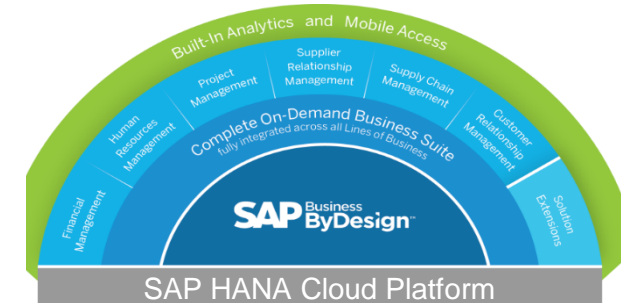 Built-In Analytics and Mobile Access
Financial
Management
Human
Resources
Management
Project
Management
Supplier
Relationship
Management
Supply Chain
Management
Customer
Relationship
Management
Solution
Extensions
Complete On-Demand Business Suite
fully integrated across all Lines of Business
SAP Business
ByDesign™
SAP HANA Cloud Platform